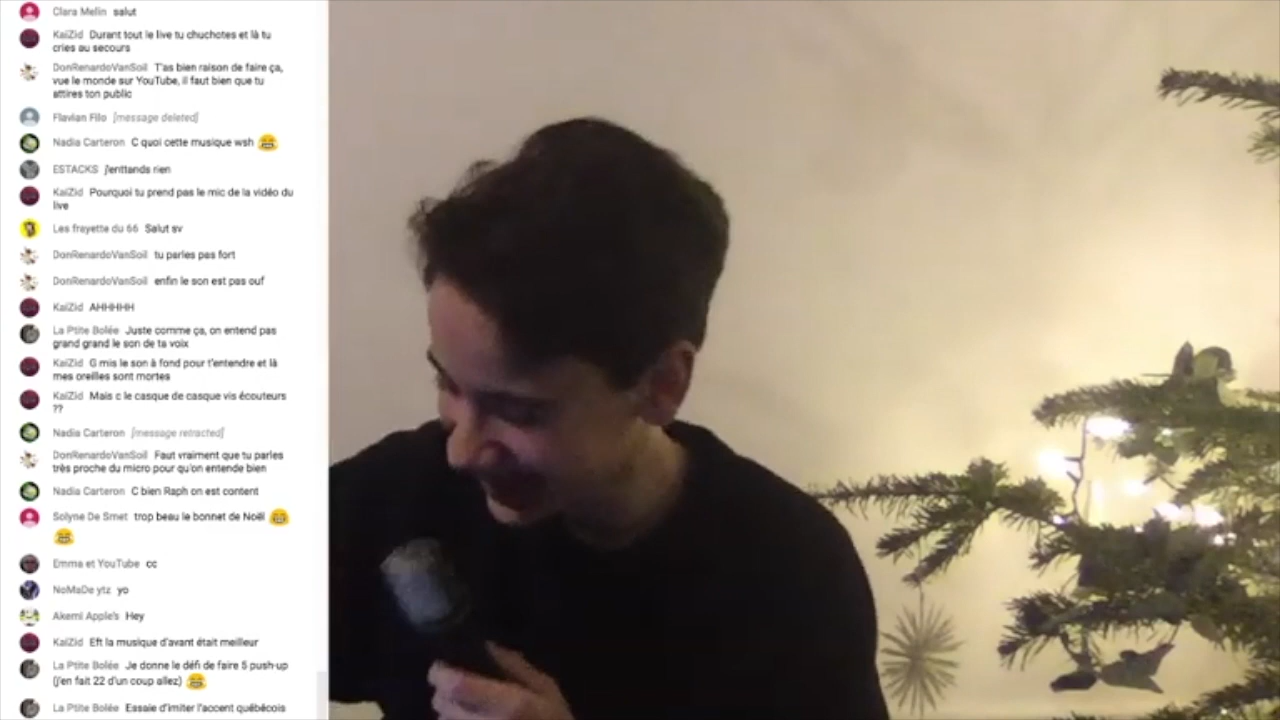 Clara Melin salut
KaiZid Durant tout le live tu chuchotes et là tu
cries au secours
DonRenardoVanSoil T'as bien raison de faire ça,
vue le monde sur YouTube, il faut bien que tu
attires ton public
Flavian Filo [message deleted]
Nadia Carteron C quoi cette musique wsh
ESTACKS j'enttands rien
KaiZid Pourquoi tu prend pas le mic de la vidéo du
live
Les freyette du 66 Salut sv
DonRenardoVanSoil tu parles pas fort
DonRenardoVanSoil enfin le son est pas ouf
KaiZid AHHHHH
La Ptite Bolée Juste comme ça, on entend pas
grand grand le son de ta voix
KaiZid G mis le son à fond pour t'entendre et là
mes oreilles sont mortes
KaiZid Mais c le casque de casque vis écouteurs
??
Nadia Carteron [message retracted]
DonRenardoVanSoil Faut vraiment que tu parles
très proche du micro pour qu'on entende bien
Nadia Carteron C bien Raph on est content
Solyne De Smet trop beau le bonnet de Noël
Emma et YouTube cc
NoMaDe ytz yo
Akemi Apple's Hey
KaiZid Eft la musique d'avant était meilleur
La Ptite Bolée Je donne le défi de faire 5 push-up
(j'en fait 22 d'un coup allez)
La Ptite Bolée Essaie d'imiter l'accent québécois